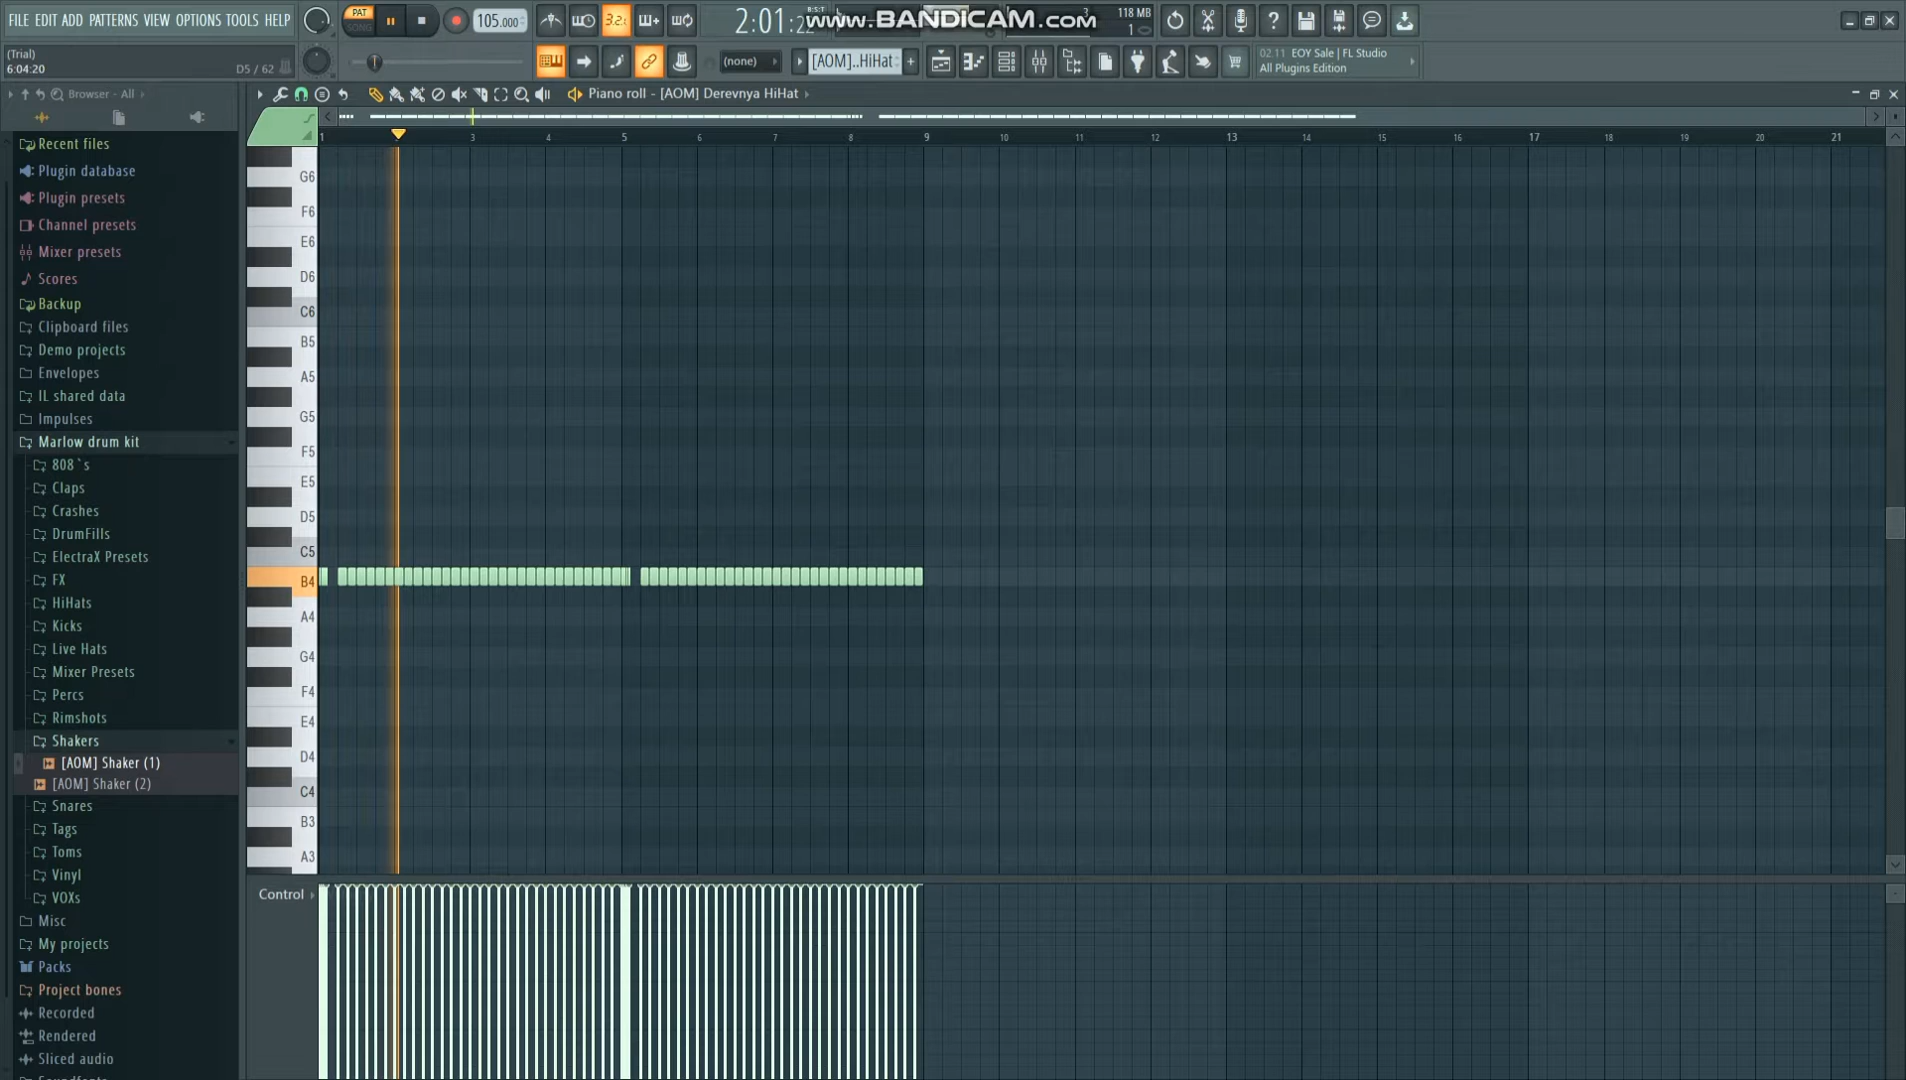 FILE EDIT ADD PATTERNS VIEW OPTIONS TOOLS HELP
PAT
SONG
105.000
3.2.
2:01:22
B:S:T
www.BANDICAM.com
3
118 MB
1
(Trial)
6:04:20
D5 / 62
(none)
[AOM]..HiHat
02.11 EOY Sale | FL Studio
All Plugins Edition
Browser - All
Piano roll - [AOM] Derevnya HiHat
1
3
4
5
6
7
8
9
10
11
12
13
14
15
16
17
18
19
20
21
Recent files
Plugin database
Plugin presets
Channel presets
Mixer presets
Scores
Backup
Clipboard files
Demo projects
Envelopes
IL shared data
Impulses
Marlow drum kit
808`s
Claps
Crashes
DrumFills
ElectraX Presets
FX
HiHats
Kicks
Live Hats
Mixer Presets
Percs
Rimshots
Shakers
[AOM] Shaker (1)
[AOM] Shaker (2)
Snares
Tags
Toms
Vinyl
VOXs
Misc
My projects
Packs
Project bones
Recorded
Rendered
Sliced audio
G6
F6
E6
D6
C6
B5
A5
G5
F5
E5
D5
C5
B4
A4
G4
F4
E4
D4
C4
B3
A3
Control